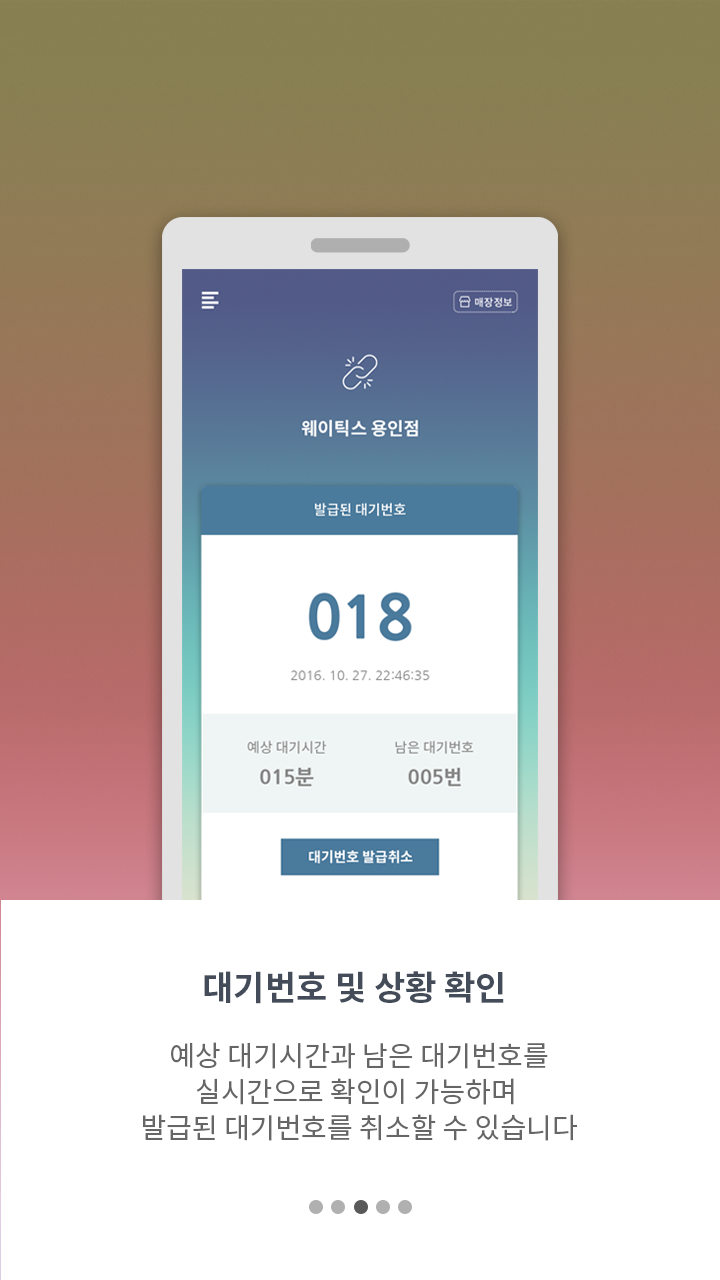 매장정보
웨이틱스 용인점
발급된 대기번호
018
2016. 10. 27. 22:46:35
예상 대기시간
남은 대기번호
015분
005번
대기번호 발급취소
대기번호 및 상황 확인
예상 대기시간과 남은 대기번호를
실시간으로 확인이 가능하며
발급된 대기번호를 취소할 수 있습니다